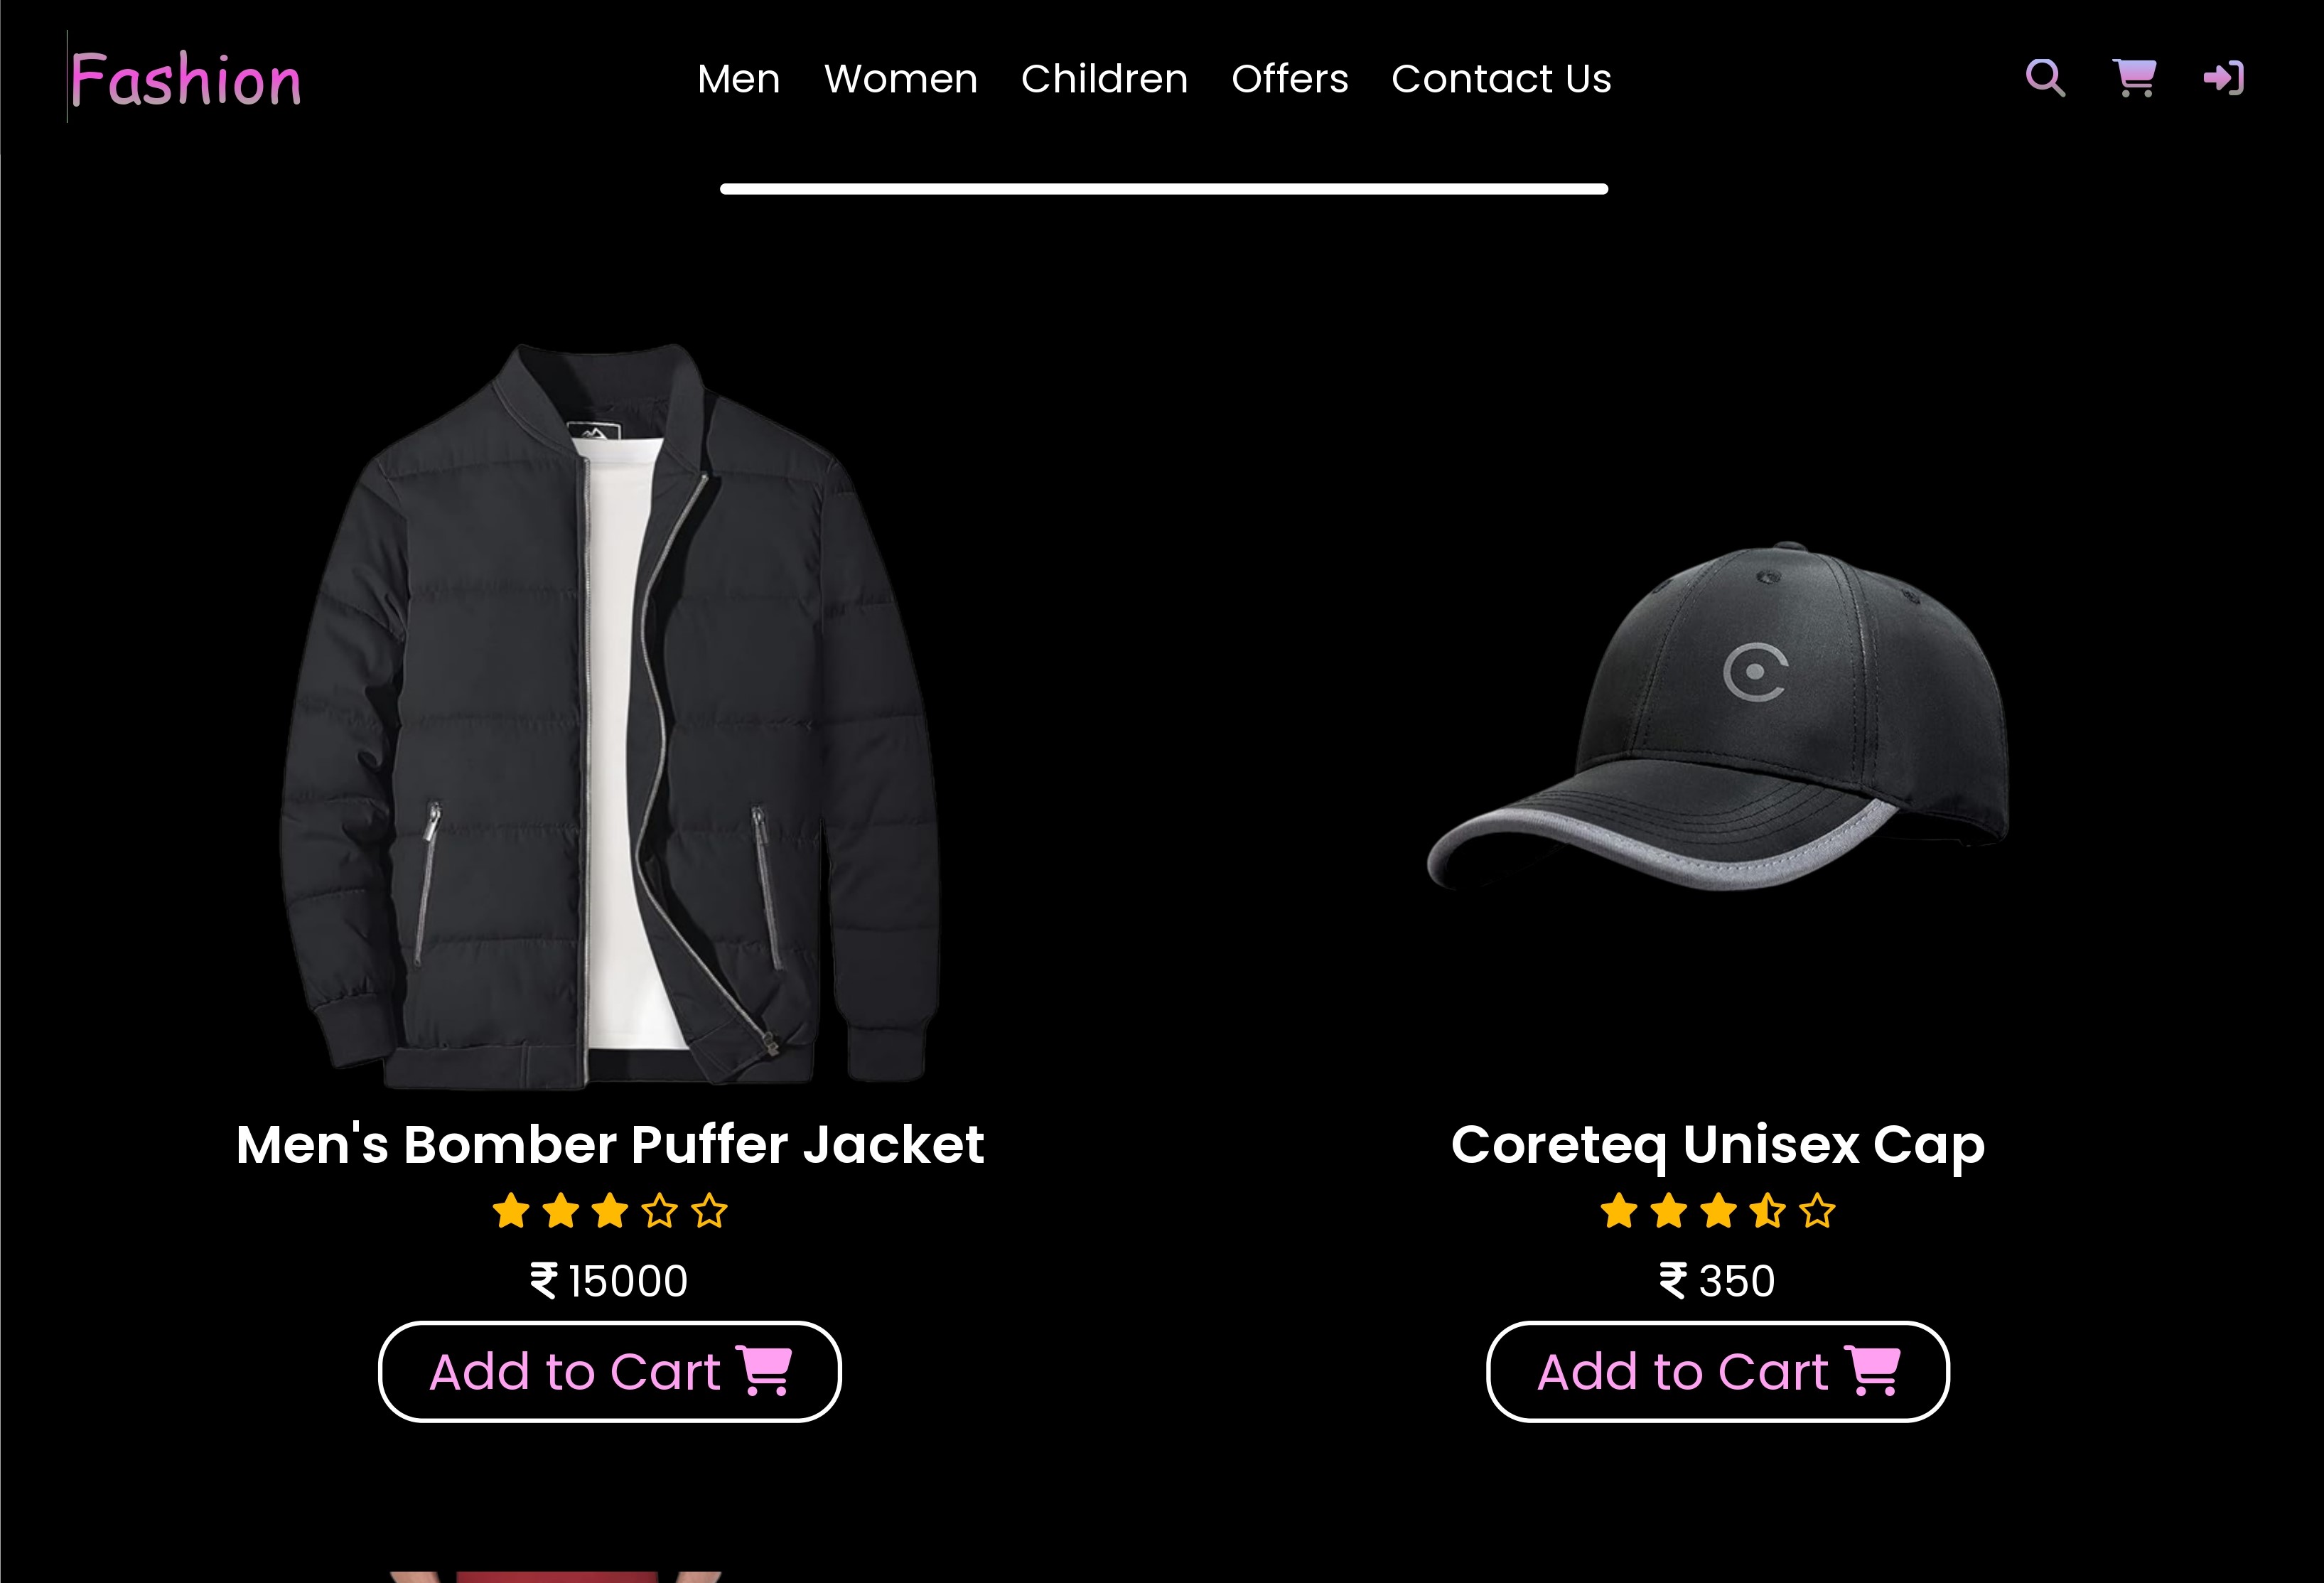 Fashion
Men Women Children Offers Contact Us
Men's Bomber Puffer Jacket
₹ 15000
Add to Cart
Coreteq Unisex Cap
₹ 350
Add to Cart